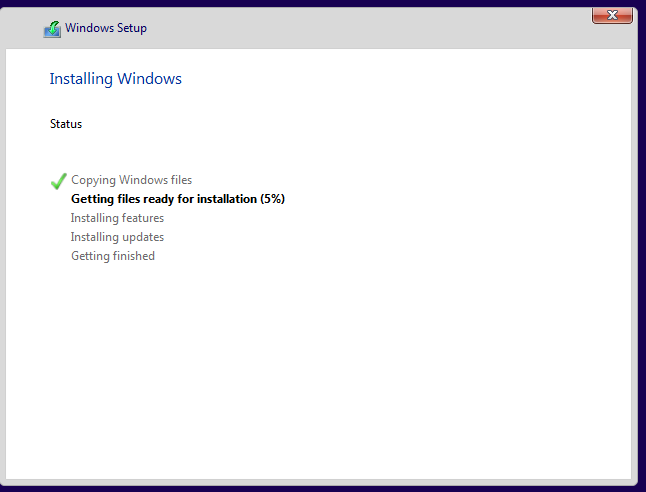 Windows Setup
Installing Windows
Status
Copying Windows files
Getting files ready for installation (5%)
Installing features
Installing updates
Getting finished